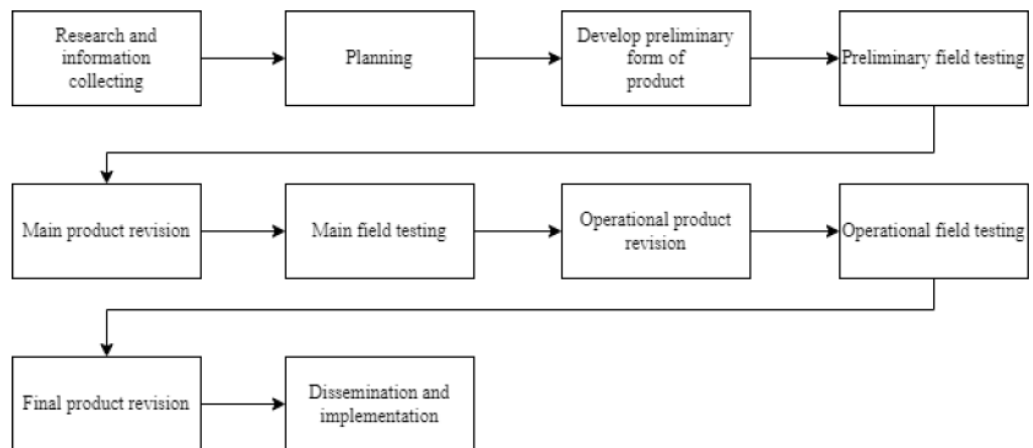 Research and
information
collecting
Planning
Develop preliminary
form of
product
Preliminary field testing
Main product revision
Main field testing
Operational product
revision
Operational field testing
Final product revision
Dissemination and
implementation